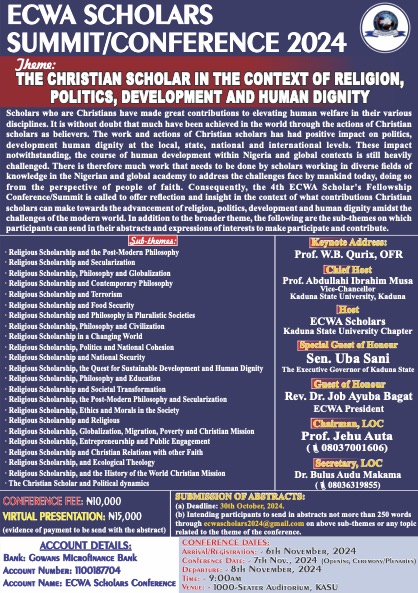 ECWA SCHOLARS
SUMMIT/CONFERENCE 2024
Theme:
THE CHRISTIAN SCHOLAR IN THE CONTEXT OF RELIGION,
POLITICS, DEVELOPMENT AND HUMAN DIGNITY
Scholars who are Christians have made great contributions to elevating human welfare in their various
disciplines. It is without doubt that much have been achieved in the world through the actions of Christian
scholars as believers. The work and actions of Christian scholars has had positive impact on politics,
development human dignity at the local, state, national and international levels. These impact
notwithstanding, the course of human development within Nigeria and global contexts is still heavily
challenged. There is therefore much work that needs to be done by scholars working in diverse fields of
knowledge in the Nigerian and global academy to address the challenges face by mankind today, doing so
from the perspective of people of faith. Consequently, the 4th ECWA Scholar's Fellowship
Conference/Summit is called to offer reflection and insight in the context of what contributions Christian
scholars can make towards the advancement of religion, politics, development and human dignity amidst the
challenges of the modern world. In addition to the broader theme, the following are the sub-themes on which
participants can send in their abstracts and expressions of interests to make participate and contribute.
Sub-themes:
· Religious Scholarship and the Post-Modern Philosophy
· Religious Scholarship and Secularization
· Religious Scholarship, Philosophy and Globalization
· Religious Scholarship and Contemporary Philosophy
· Religious Scholarship and Terrorism
· Religious Scholarship and Food Security
· Religious Scholarship and Philosophy in Pluralistic Societies
· Religious Scholarship, Philosophy and Civilization
· Religious Scholarship in a Changing World
· Religious Scholarship, Politics and National Cohesion
· Religious Scholarship and National Security
· Religious Scholarship, the Quest for Sustainable Development and Human Dignity
· Religious Scholarship, Philosophy and Education
· Religious Scholarship and Societal Transformation
· Religious Scholarship, the Post-Modern Philosophy and Secularization
· Religious Scholarship, Ethics and Morals in the Society
· Religious Scholarship and Religious
· Religious Scholarship, Globalization, Migration, Poverty and Christian Mission
· Religious Scholarship, Entrepreneurship and Public Engagement
· Religious Scholarship and Christian Relations with other Faith
· Religious Scholarship, and Ecological Theology
· Religious Scholarship, and the History of the World Christian Mission
· The Christian Scholar and Political dynamics
Keynote Address:
Prof. W.B. Qurix, OFR
Chief Host
Prof. Abdullahi Ibrahim Musa
Vice-Chancellor
Kaduna State University, Kaduna
Host
ECWA Scholars
Kaduna State University Chapter
Special Guest of Honour
Sen. Uba Sani
The Executive Governor of Kaduna State
Guest of Honour
Rev. Dr. Job Ayuba Bagat
ECWA President
Chairman, LOC
Prof. Jehu Auta
( 08037001606)
Secretary, LOC
Dr. Bulus Audu Makama
( 08036319855)
CONFERENCE FEE: N10,000
VIRTUAL PRESENTATION: N15,000
(evidence of payment to be send with the abstract)
SUBMISSION OF ABSTRACTS:
(a) Deadline: 30th October, 2024.
(b) Intending participants to send in abstracts not more than 250 words
through ecwascholars2024@gmail.com on above sub-themes or any topic
related to the theme of the conference.
ACCOUNT DETAILS:
Bank: Gowans Microfinance Bank
Account Number: 1100187704
Account Name: ECWA Scholars Conference
CONFERENCE DATES:
Arrival/Registration: - 6th November, 2024
Conference Date: - 7th Nov., 2024 (Opening Ceremony/Plenaries)
Departure: - 8th November, 2024
Time: - 9:00am
Venue: - 1000-Seater Auditorium, KASU